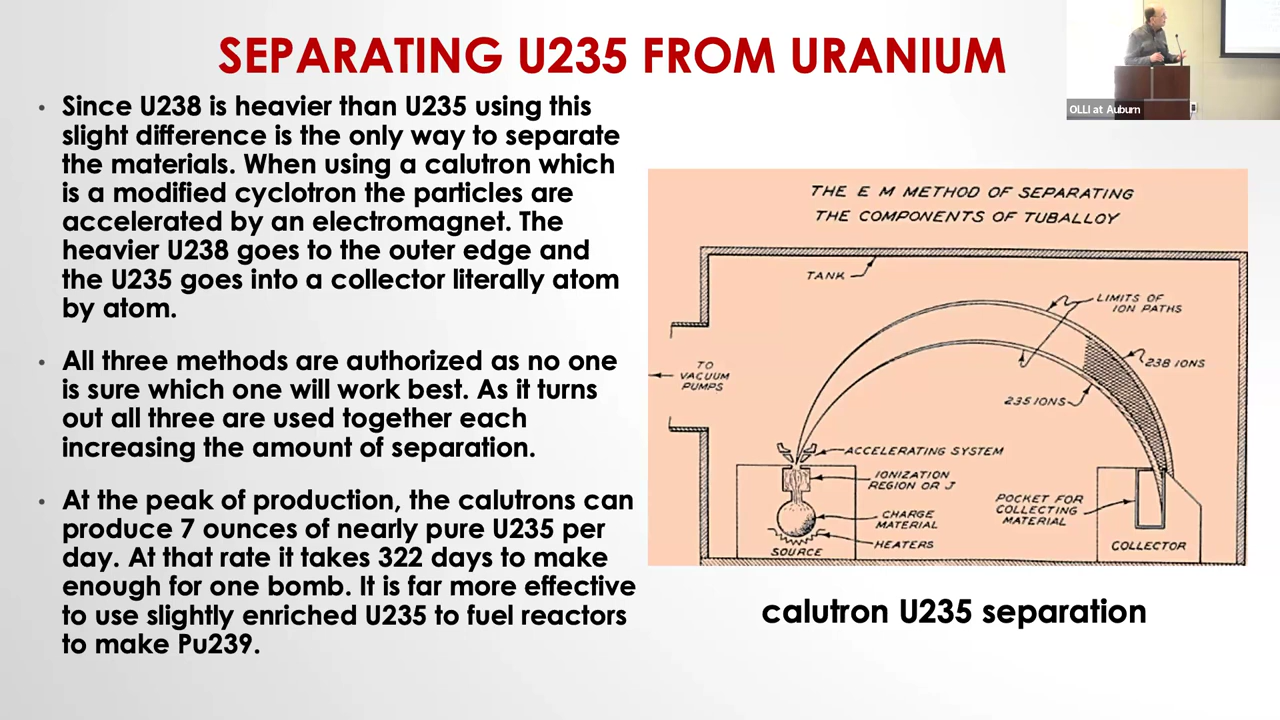 SEPARATING U235 FROM URANIUM
OLLI at Auburn
• Since U238 is heavier than U235 using this
slight difference is the only way to separate
the materials. When using a calutron which
is a modified cyclotron the particles are
accelerated by an electromagnet. The
heavier U238 goes to the outer edge and
the U235 goes into a collector literally atom
by atom.
• All three methods are authorized as no one
is sure which one will work best. As it turns
out all three are used together each
increasing the amount of separation.
• At the peak of production, the calutrons can
produce 7 ounces of nearly pure U235 per
day. At that rate it takes 322 days to make
enough for one bomb. It is far more effective
to use slightly enriched U235 to fuel reactors
to make Pu239.
THE E M METHOD OF SEPARATING
THE COMPONENTS OF TUBALLOY
TANK
LIMITS OF
ION PATHS
TO
VACUUM
PUMPS
238 IONS
235 IONS
ACCELERATING SYSTEM
IONIZATION
REGION OR J
CHARGE
MATERIAL
HEATERS
SOURCE
POCKET FOR
COLLECTING
MATERIAL
COLLECTOR
calutron U235 separation